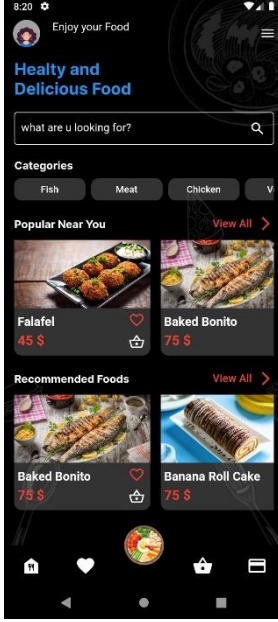 8:20
Enjoy your Food
Healty and
Delicious Food
what are u looking for?
Categories
Fish Meat Chicken V
Popular Near You View All
Falafel Baked Bonito
45 $ 75 $
Recommended Foods View All
Baked Bonito Banana Roll Cake
75 $ 75 $